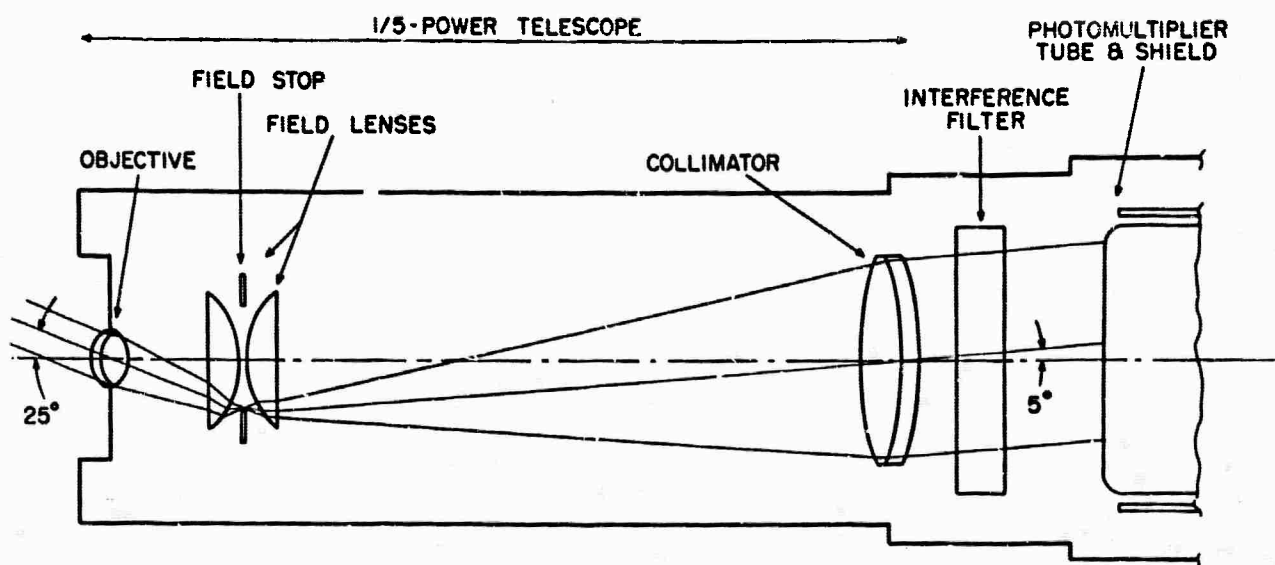 1/5-POWER TELESCOPE
PHOTOMULTIPLIER
TUBE & SHIELD
FIELD STOP
INTERFERENCE
FILTER
FIELD LENSES
OBJECTIVE
COLLIMATOR
25°
5°